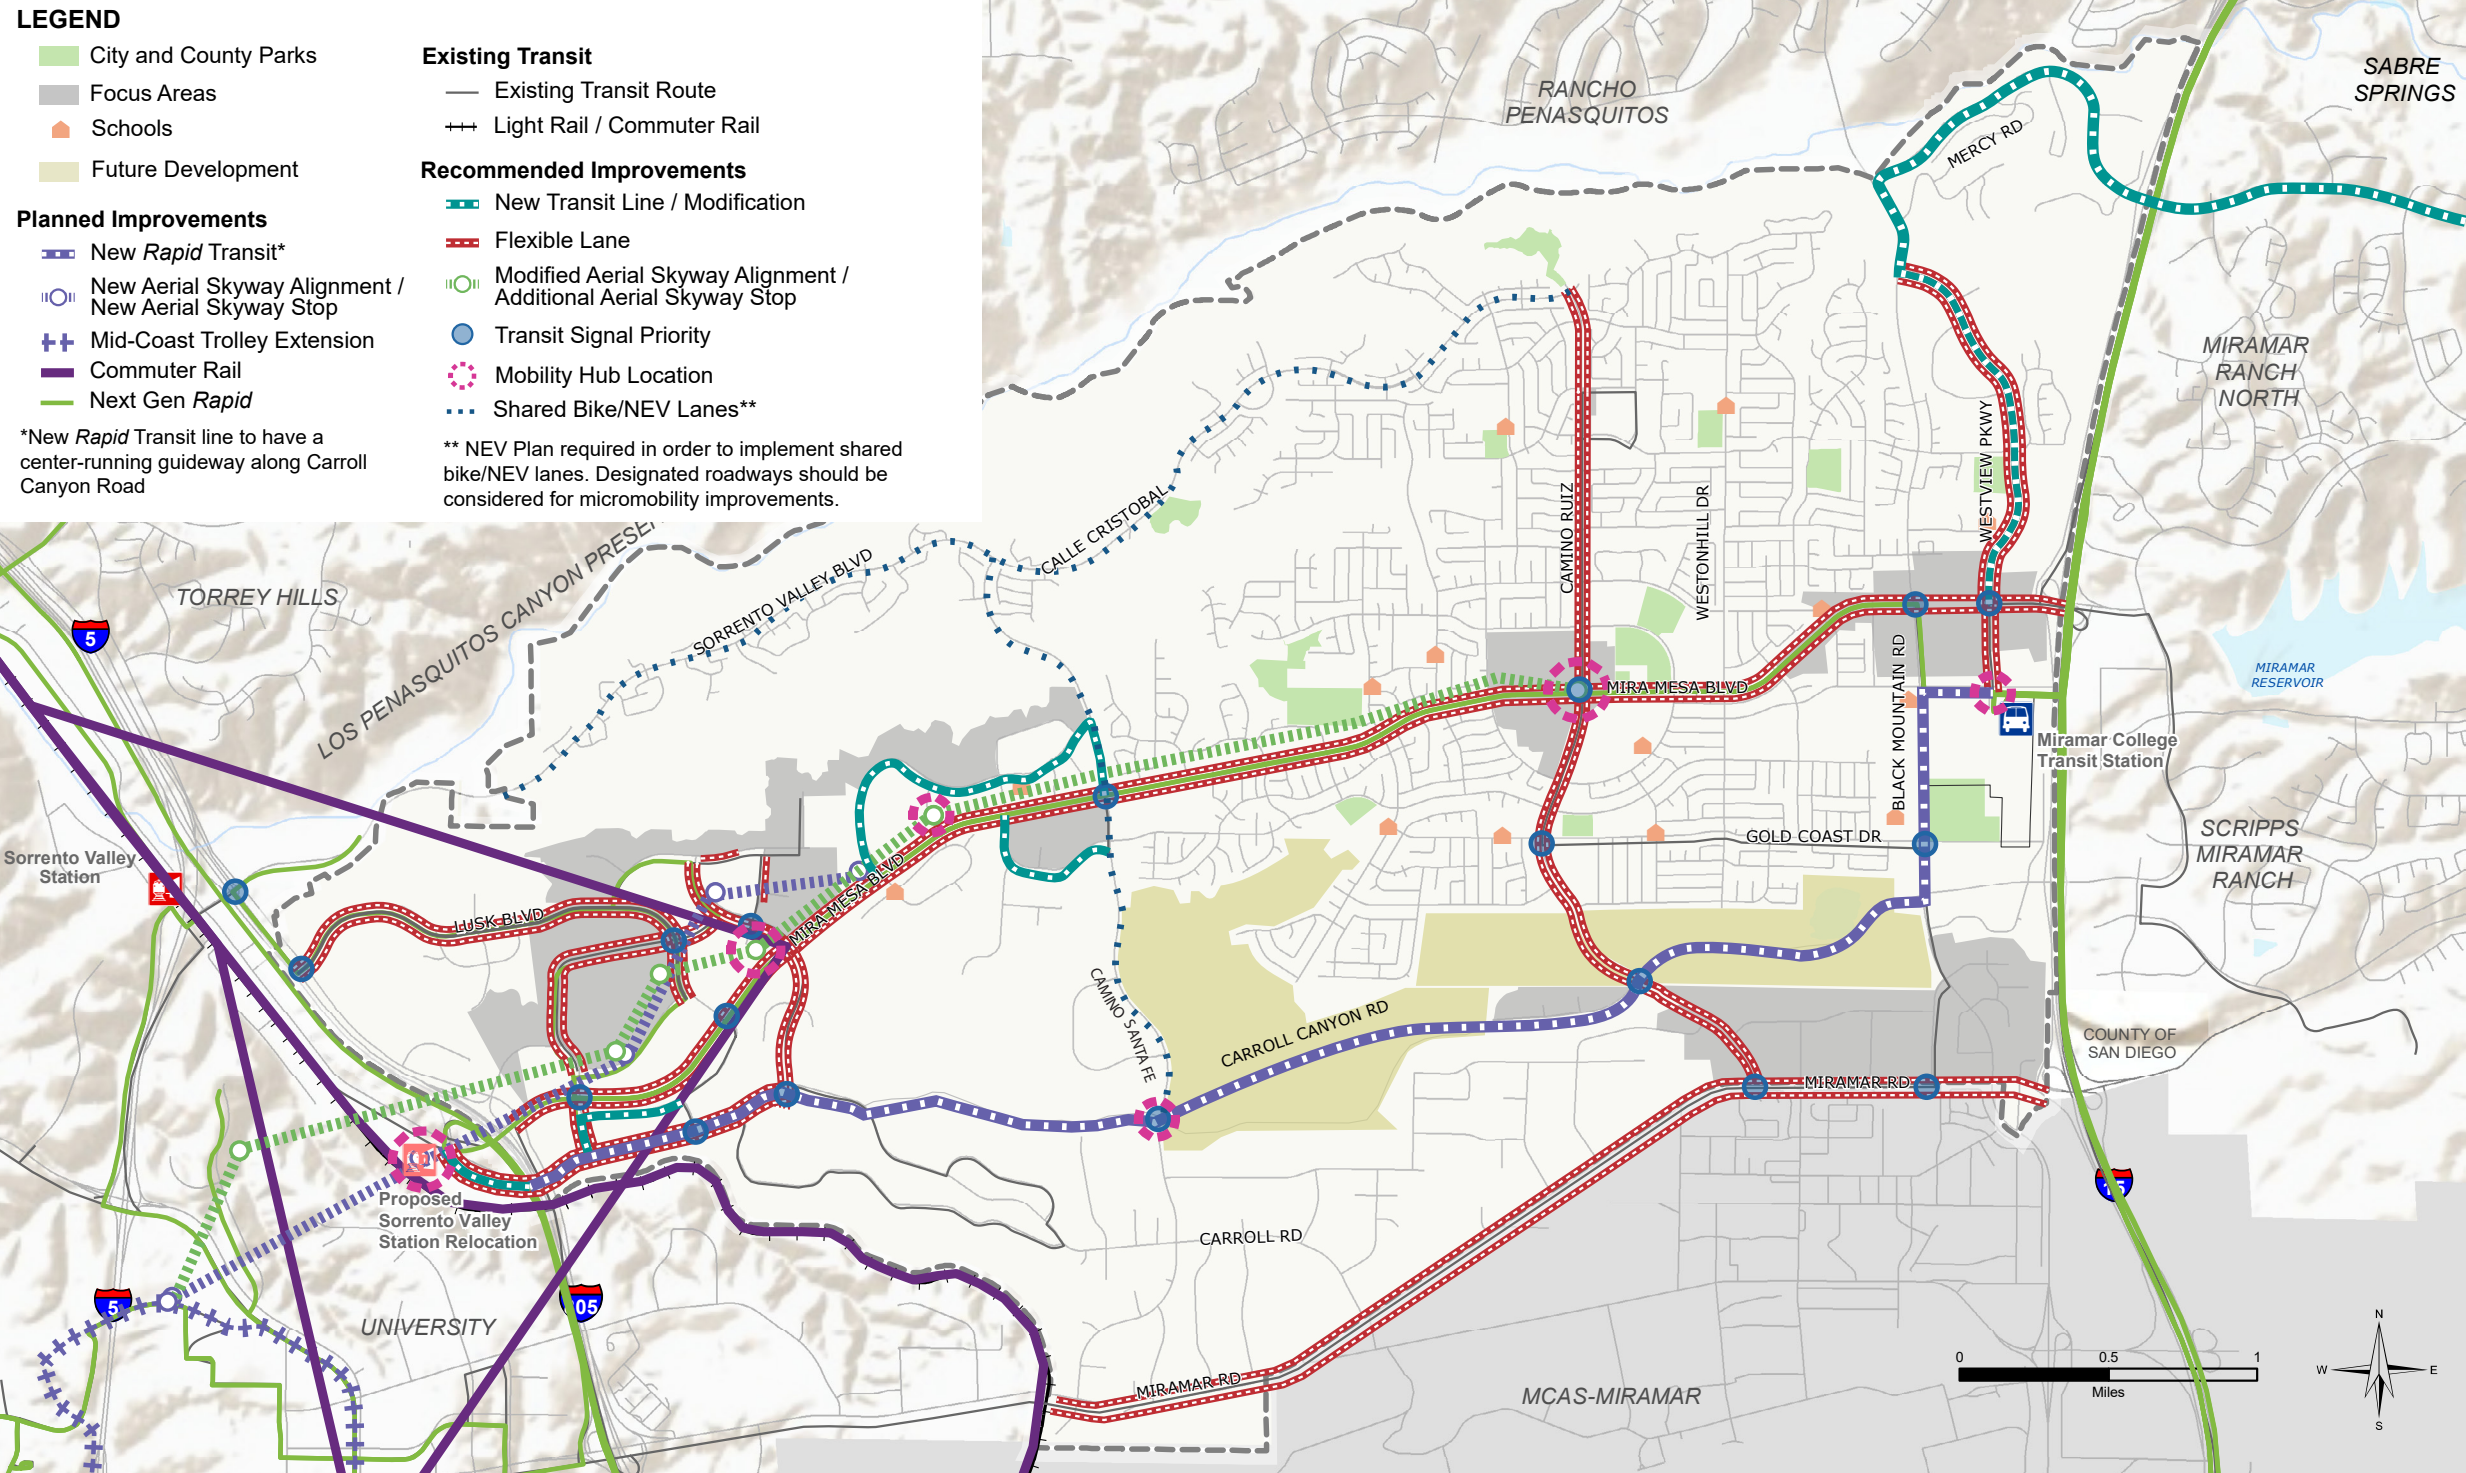 LEGEND
City and County Parks
Focus Areas
Schools
Future Development
Planned Improvements
New Rapid Transit*
New Aerial Skyway Alignment /
New Aerial Skyway Stop
Mid-Coast Trolley Extension
Commuter Rail
Next Gen Rapid
*New Rapid Transit line to have a
center-running guideway along Carroll
Canyon Road
Existing Transit
Existing Transit Route
Light Rail / Commuter Rail
Recommended Improvements
New Transit Line / Modification
Flexible Lane
Modified Aerial Skyway Alignment /
Additional Aerial Skyway Stop
Transit Signal Priority
Mobility Hub Location
Shared Bike/NEV Lanes**
** NEV Plan required in order to implement shared
bike/NEV lanes. Designated roadways should be
considered for micromobility improvements.
RANCHO
PENASQUITOS
SABRE
SPRINGS
MERCY RD
MIRAMAR
RANCH
NORTH
WESTVIEW PKWY
CAMINO RUIZ
WESTONHILL DR
CALLE CRISTOBAL
SORRENTO VALLEY BLVD
LOS PENASQUITOS CANYON
TORREY HILLS
5
MIRAMAR
RESERVOIR
MIRA MESA BLVD
BLACK MOUNTAIN RD
Miramar College
Transit Station
GOLD COAST DR
SCRIPPS
MIRAMAR
RANCH
Sorrento Valley
Station
LUSK BLVD
MIRA MESA BLVD
CAMINO SANTA FE
CARROLL CANYON RD
COUNTY OF
SAN DIEGO
MIRAMAR RD
15
Proposed
Sorrento Valley
Station Relocation
CARROLL RD
5
05
UNIVERSITY
MIRAMAR RD
MCAS-MIRAMAR
0
0.5
1
Miles
N
W
E
S